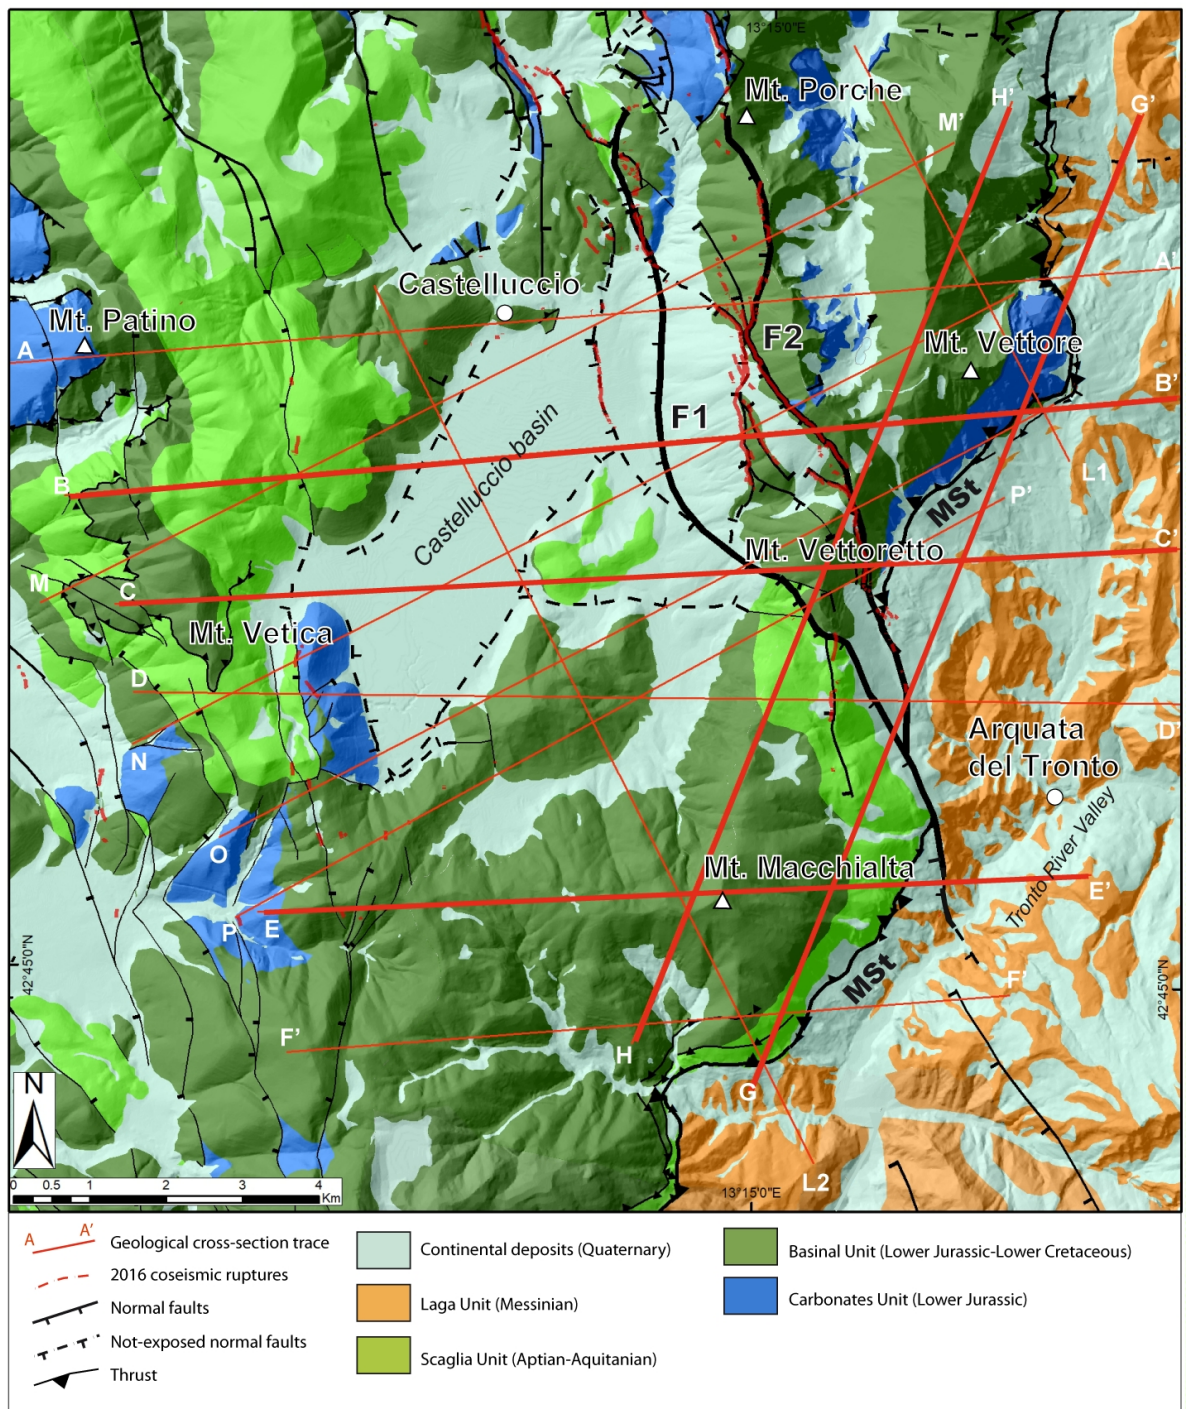 13°15'0"E
Mt. Porche
H'
G'
M'
A'
Castelluccio
Mt. Patino
A
F2
Mt. Vettore
B'
F1
Castelluccio basin
B
L1
MSt
P'
C'
Mt. Vettoretto
M
C
Mt. Vetica
D
Arquata
del Tronto
D'
N
O
Mt. Macchialta
Tronto River Valley
E'
P
E
42°45'0"N
42°45'0"N
MSt
F'
F'
H
G
N
L2
13°15'0"E
0 0.5 1 2 3 4
Km
A A' Geological cross-section trace
2016 coseismic ruptures
Normal faults
Not-exposed normal faults
Thrust
Continental deposits (Quaternary)
Laga Unit (Messinian)
Scaglia Unit (Aptian-Aquitanian)
Basinal Unit (Lower Jurassic-Lower Cretaceous)
Carbonates Unit (Lower Jurassic)